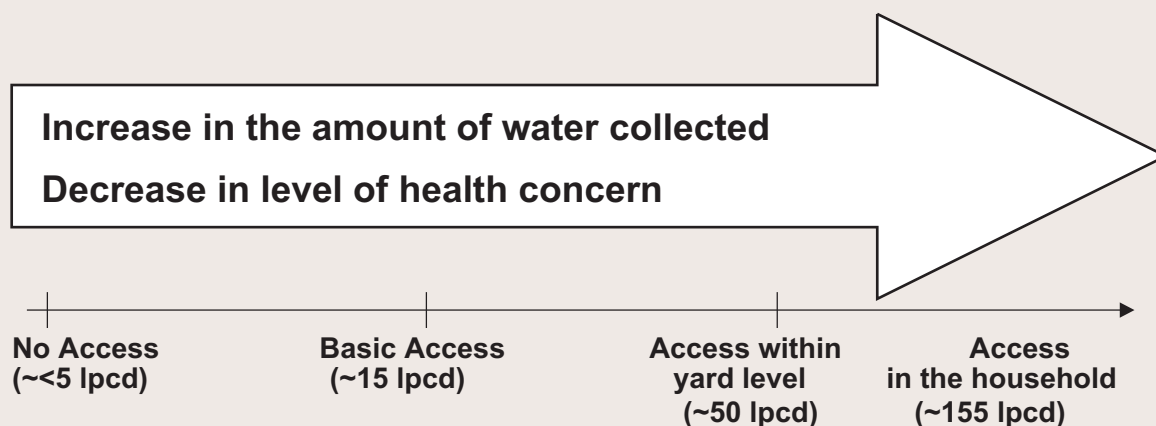 Increase in the amount of water collected
Decrease in level of health concern
No Access
(~<5 lpcd)
Basic Access
(~15 lpcd)
Access within
yard level
(~50 lpcd)
Access
in the household
(~155 lpcd)